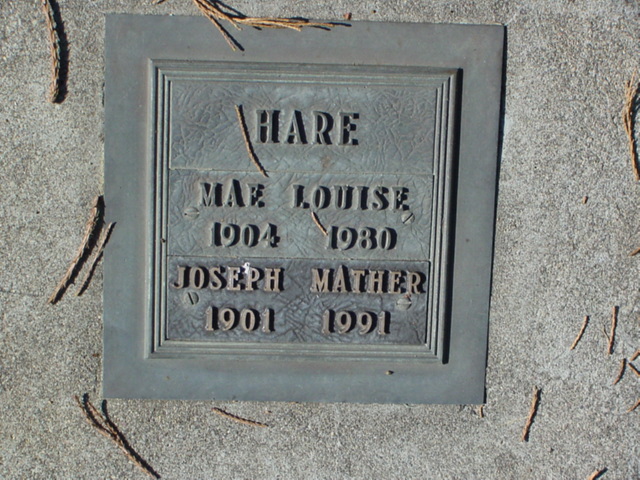 HARE
MAE LOUISE
1904 1980
JOSEPH MATHER
1901 1991